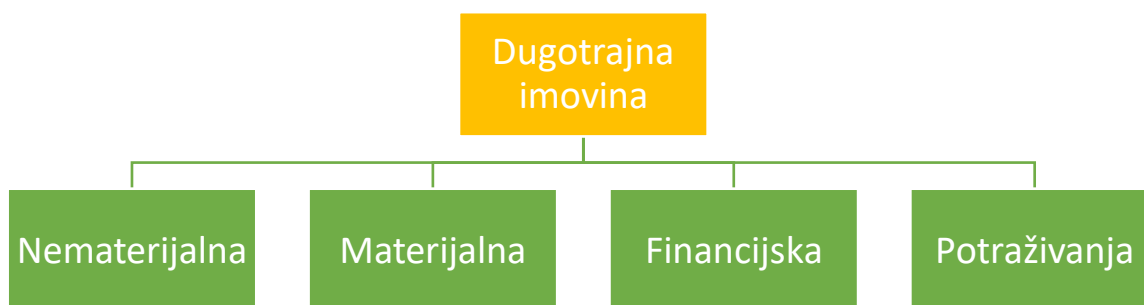 Dugotrajna
imovina
Nematerijalna
Materijalna
Financijska
Potraživanja